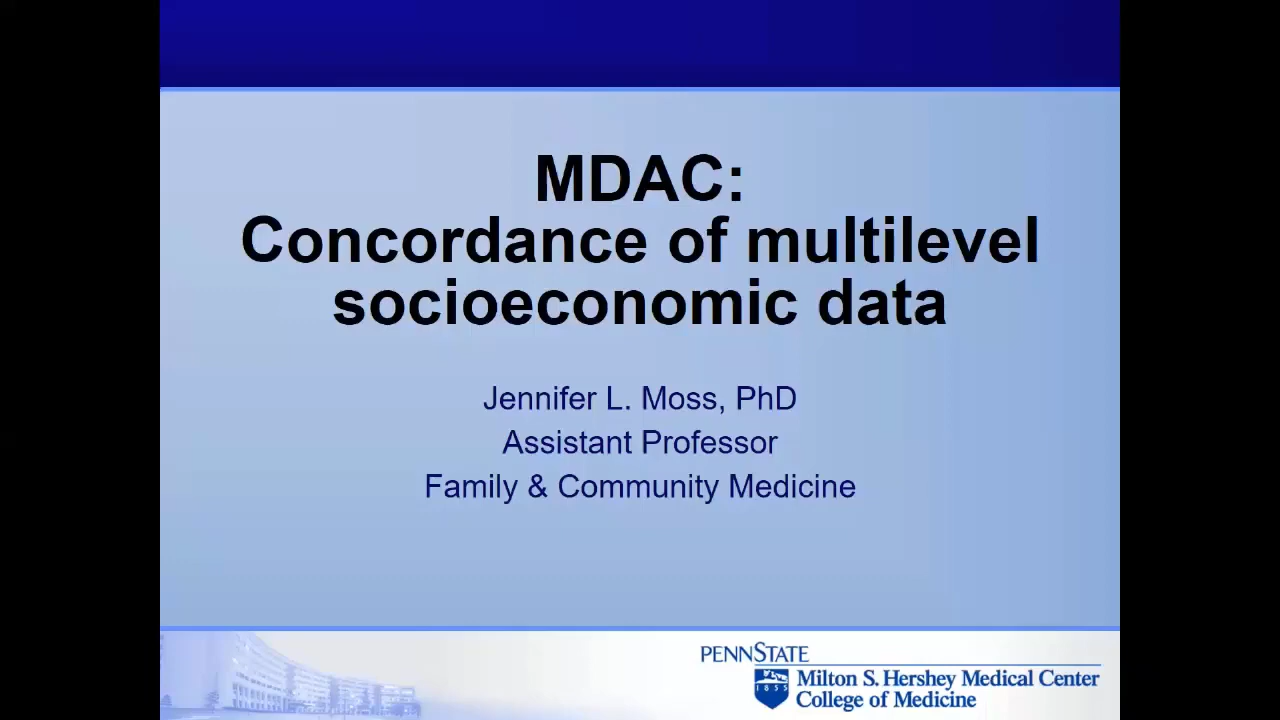 MDAC:
Concordance of multilevel
socioeconomic data
Jennifer L. Moss, PhD
Assistant Professor
Family & Community Medicine
PENNSTATE
1855
Milton S. Hershey Medical Center
College of Medicine